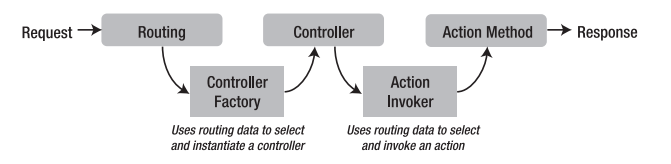 Request
Routing
Controller
Action Method
Response
Controller
Factory
Action
Invoker
Uses routing data to select
and instantiate a controller
Uses routing data to select
and invoke an action